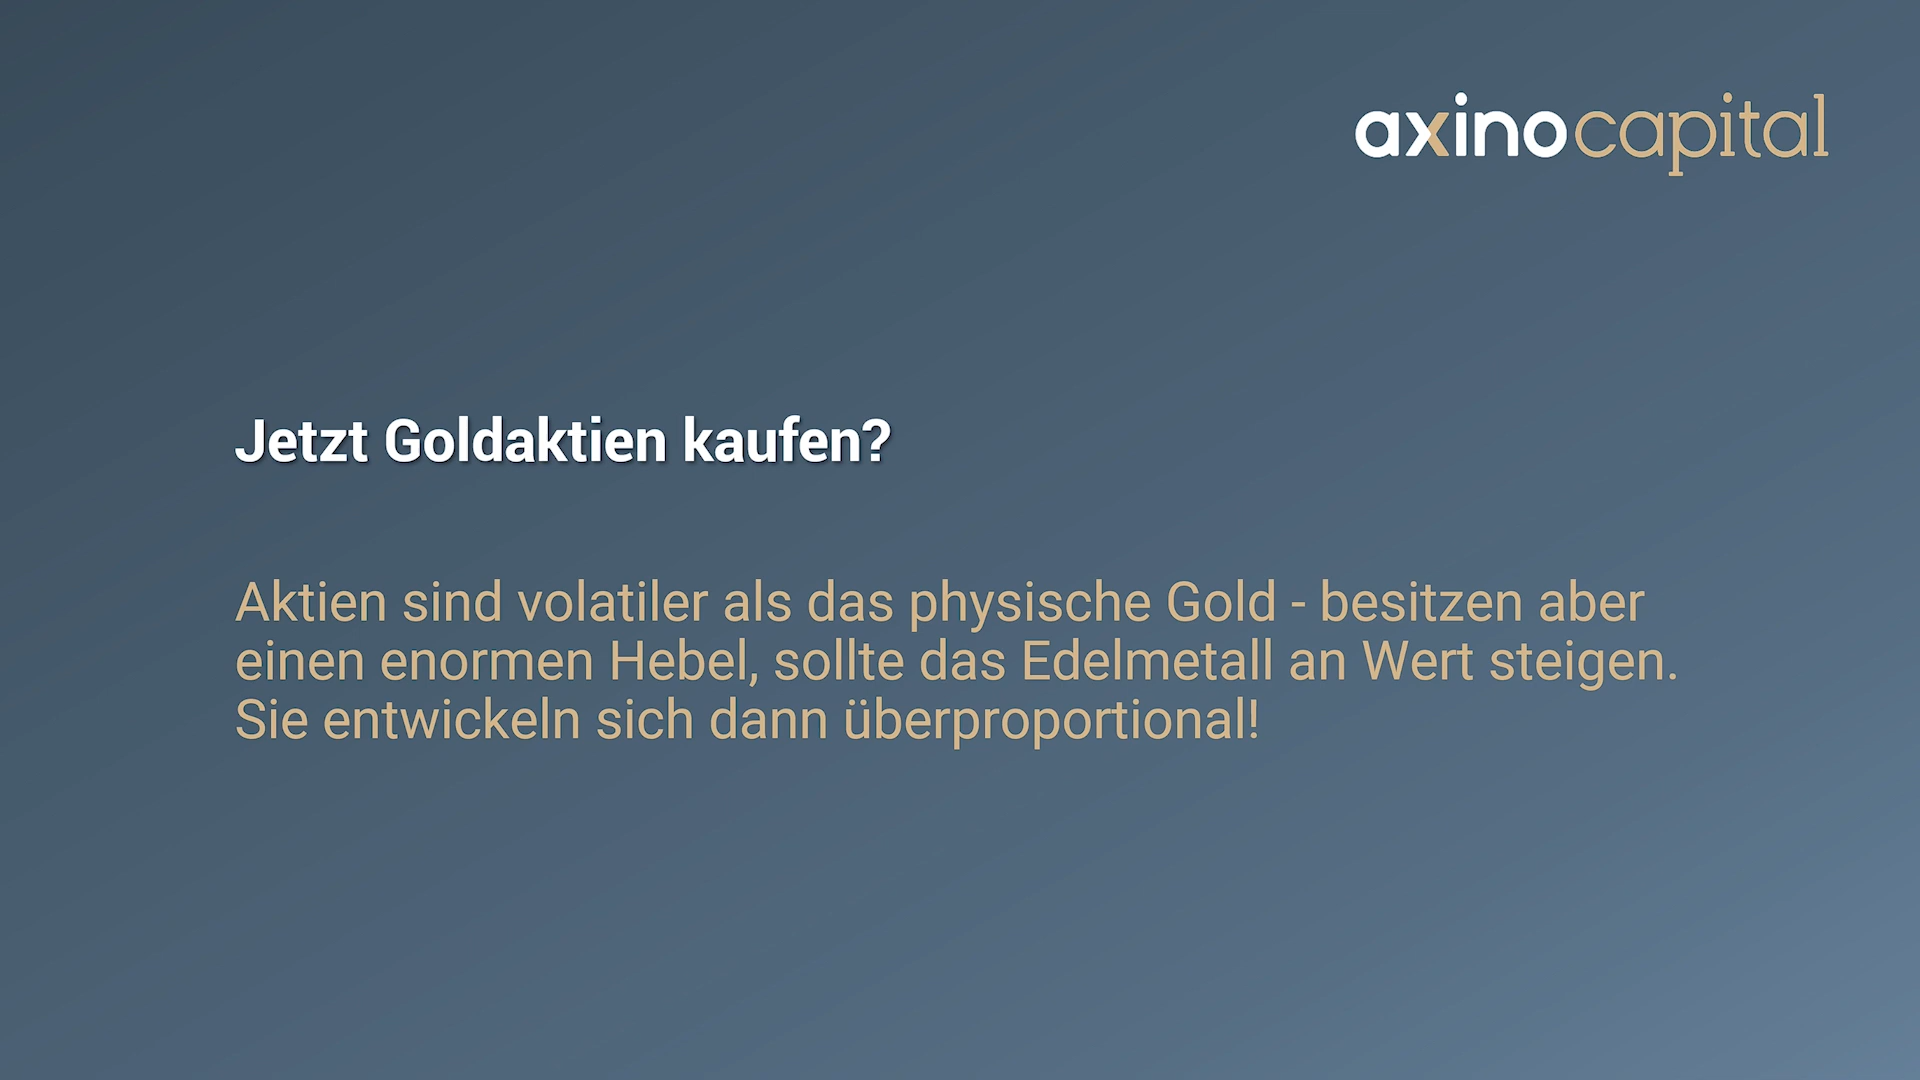 axinocapital
Jetzt Goldaktien kaufen?
Aktien sind volatiler als das physische Gold - besitzen aber
einen enormen Hebel, sollte das Edelmetall an Wert steigen.
Sie entwickeln sich dann überproportional!